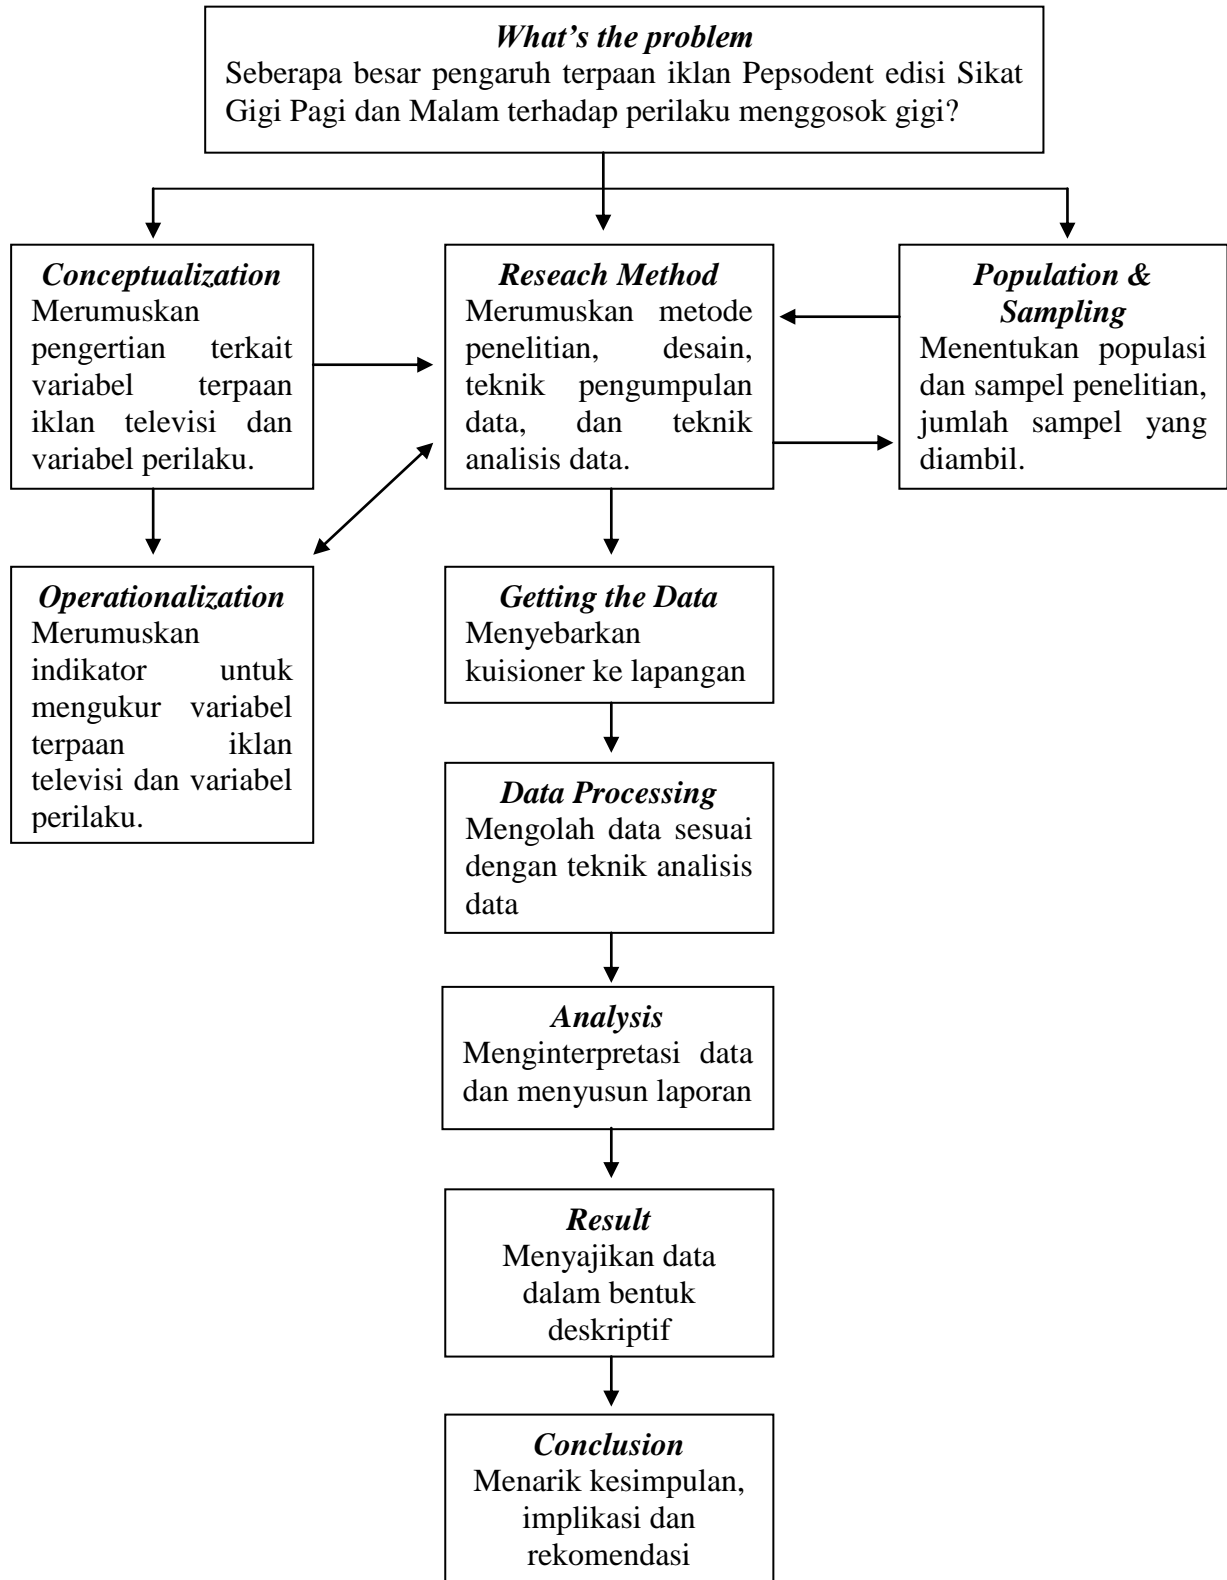 What's the problem
Seberapa besar pengaruh terpaan iklan Pepsodent edisi Sikat
Gigi Pagi dan Malam terhadap perilaku menggosok gigi?
Conceptualization
Merumuskan
pengertian terkait
variabel terpaan
iklan televisi dan
variabel perilaku.
Reseach Method
Merumuskan metode
penelitian, desain,
teknik pengumpulan
data, dan teknik
analisis data.
Population &
Sampling
Menentukan populasi
dan sampel penelitian,
jumlah sampel yang
diambil.
Operationalization
Merumuskan
indikator untuk
mengukur variabel
terpaan iklan
televisi dan variabel
perilaku.
Getting the Data
Menyebarkan
kuisioner ke lapangan
Data Processing
Mengolah data sesuai
dengan teknik analisis
data
Analysis
Menginterpretasi data
dan menyusun laporan
Result
Menyajikan data
dalam bentuk
deskriptif
Conclusion
Menarik kesimpulan,
implikasi dan
rekomendasi